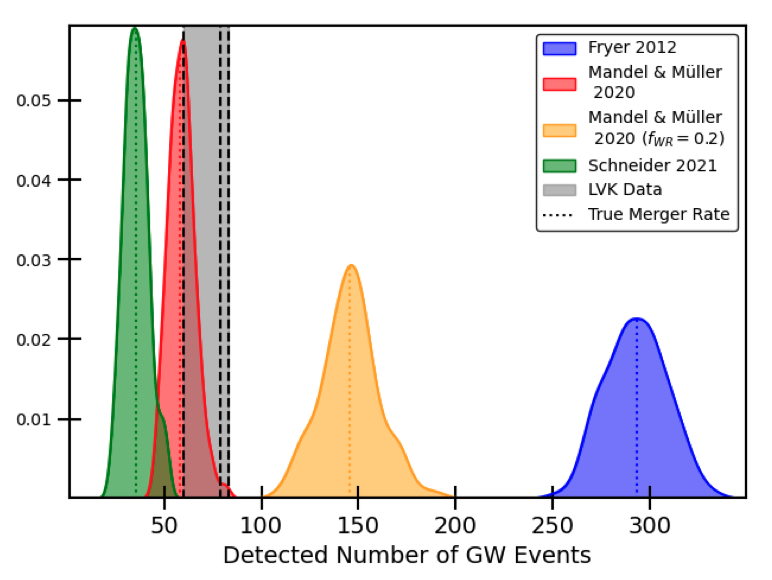 0.05
0.04
0.03
0.02
0.01
50 100 150 200 250 300
Detected Number of GW Events
Fryer 2012
Mandel & Müller
2020
Mandel & Müller
2020 (f_WR = 0.2)
Schneider 2021
LVK Data
True Merger Rate